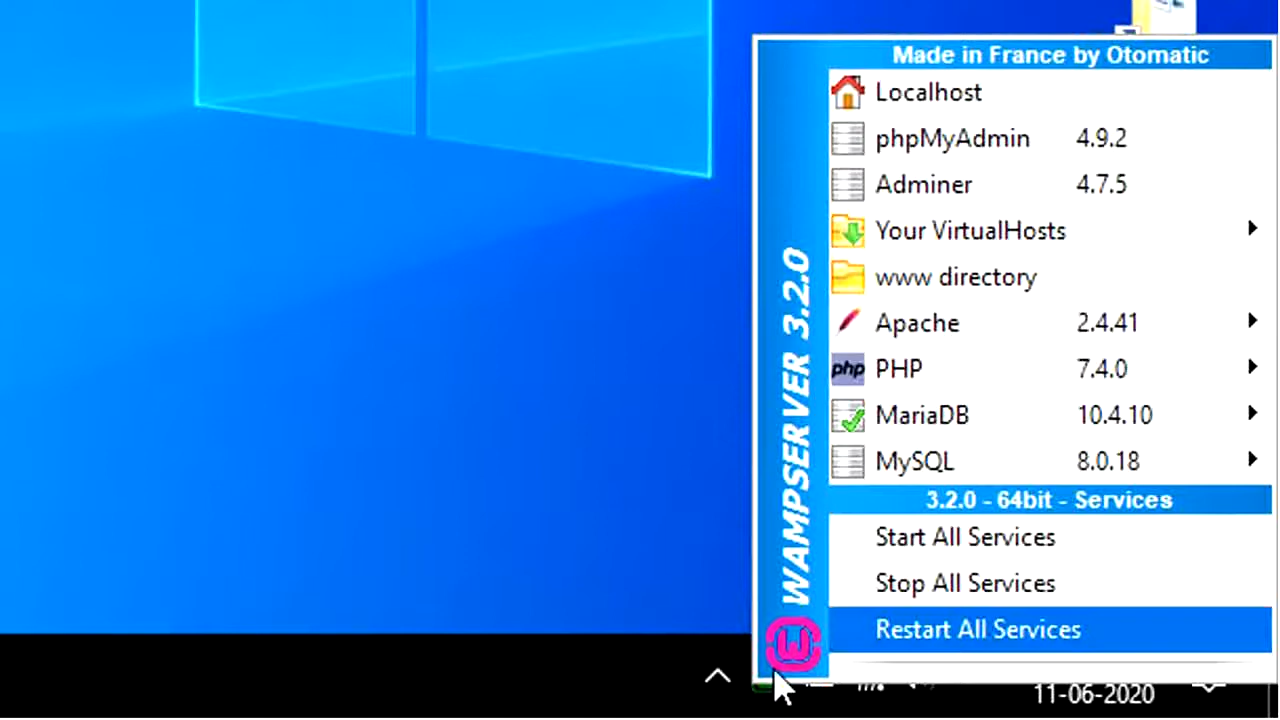 Made in France by Otomatic
Localhost
phpMyAdmin 4.9.2
Adminer 4.7.5
Your VirtualHosts
www directory
Apache 2.4.41
php PHP 7.4.0
MariaDB 10.4.10
MySQL 8.0.18
3.2.0 - 64bit - Services
Start All Services
Stop All Services
Restart All Services
WAMPSERVER 3.2.0
W
11-06-2020